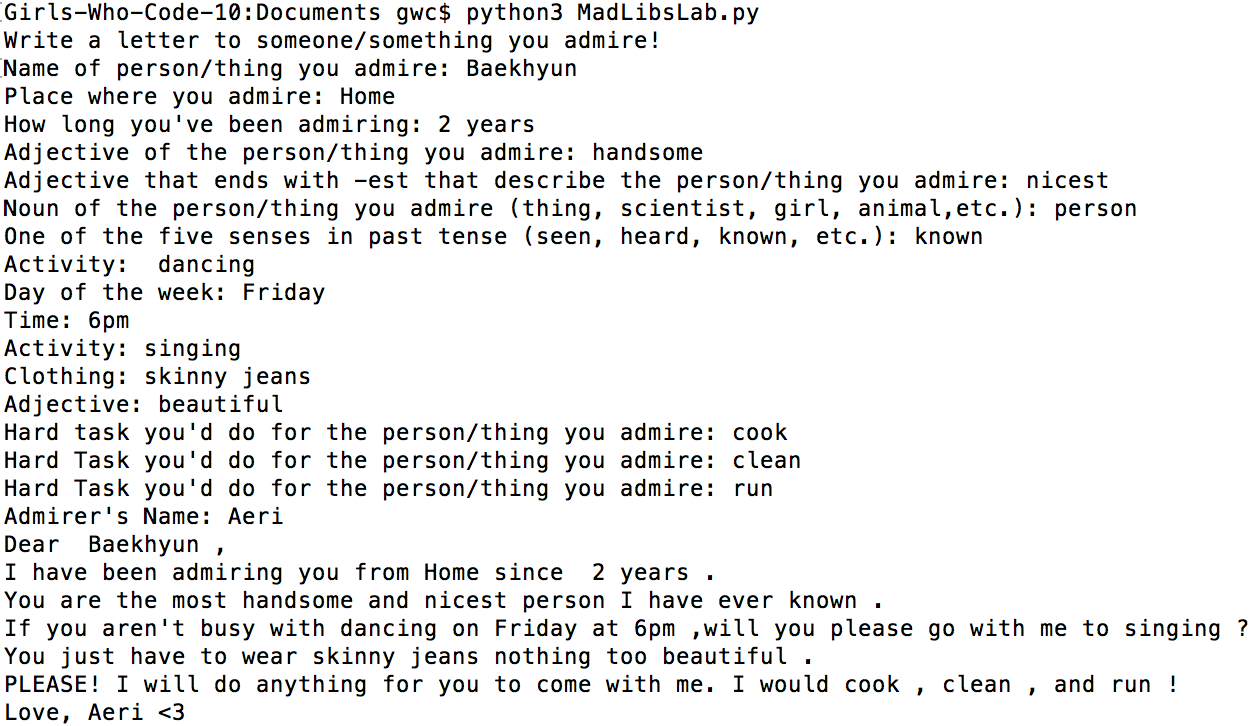 Girls-Who-Code-10:Documents gwc$ python3 MadLibsLab.py
Write a letter to someone/something you admire!
Name of person/thing you admire: Baekhyun
Place where you admire: Home
How long you've been admiring: 2 years
Adjective of the person/thing you admire: handsome
Adjective that ends with -est that describe the person/thing you admire: nicest
Noun of the person/thing you admire (thing, scientist, girl, animal,etc.): person
One of the five senses in past tense (seen, heard, known, etc.): known
Activity:  dancing
Day of the week: Friday
Time: 6pm
Activity: singing
Clothing: skinny jeans
Adjective: beautiful
Hard task you'd do for the person/thing you admire: cook
Hard Task you'd do for the person/thing you admire: clean
Hard Task you'd do for the person/thing you admire: run
Admirer's Name: Aeri
Dear  Baekhyun ,
I have been admiring you from Home since  2 years .
You are the most handsome and nicest person I have ever known .
If you aren't busy with dancing on Friday at 6pm ,will you please go with me to singing ?
You just have to wear skinny jeans nothing too beautiful .
PLEASE! I will do anything for you to come with me. I would cook , clean , and run !
Love, Aeri <3